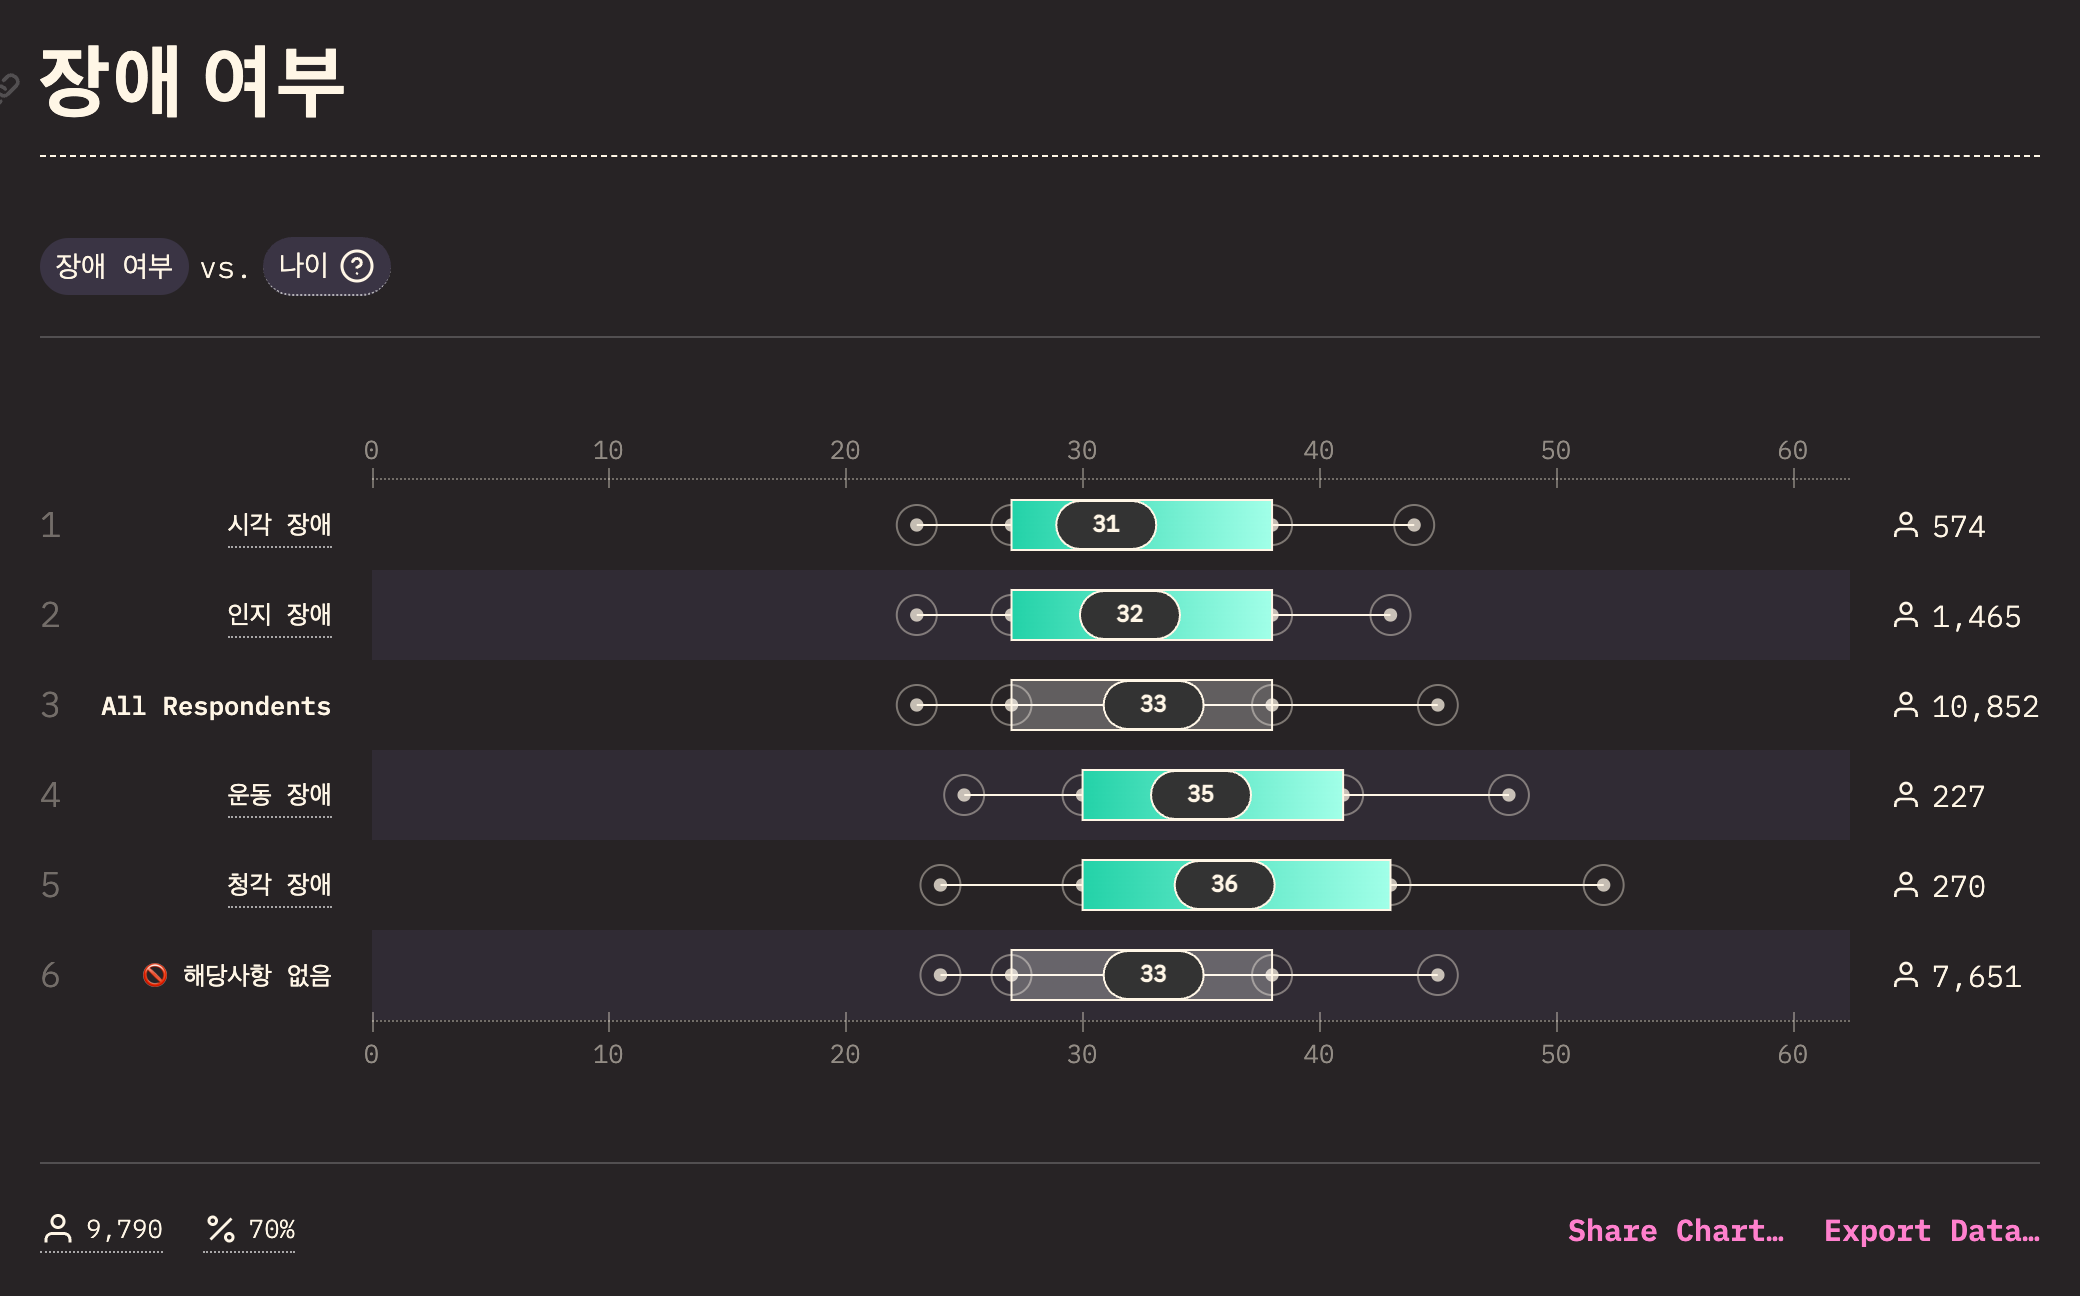 장애 여부
장애 여부 vs. 나이 ?
0 10 20 30 40 50 60
1 시각 장애 31 574
2 인지 장애 32 1,465
3 All Respondents 33 10,852
4 운동 장애 35 227
5 청각 장애 36 270
6 해당사항 없음 33 7,651
0 10 20 30 40 50 60
9,790 % 70% Share Chart… Export Data…